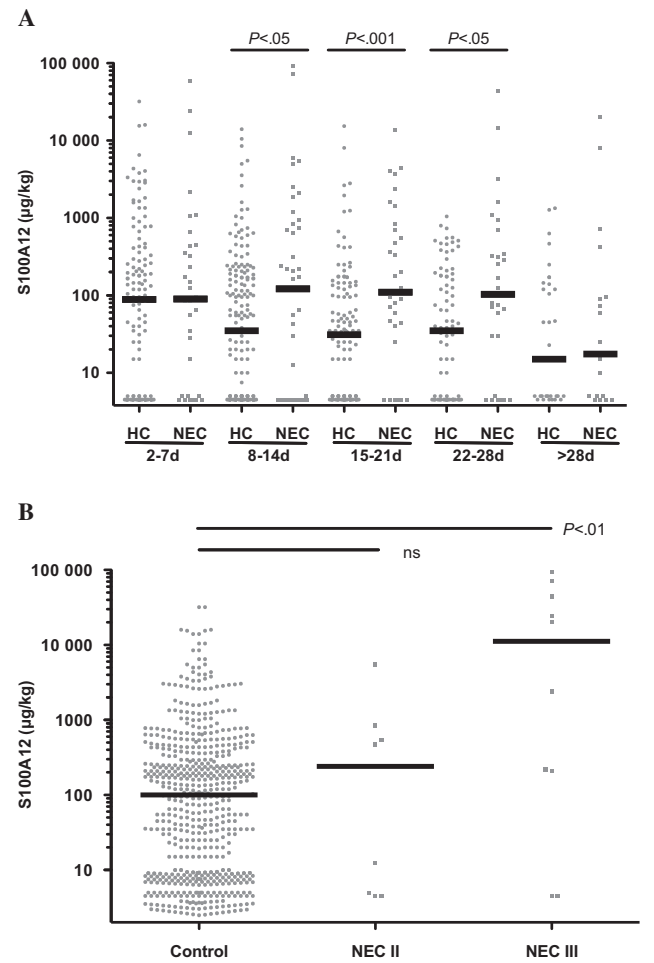 A
P<.05 P<.001 P<.05
100 000
10 000
1000
100
10
S100A12 (µg/kg)
HC NEC HC NEC HC NEC HC NEC HC NEC
2-7d 8-14d 15-21d 22-28d >28d
B
P<.01
ns
100 000
10 000
1000
100
10
S100A12 (µg/kg)
Control NEC II NEC III